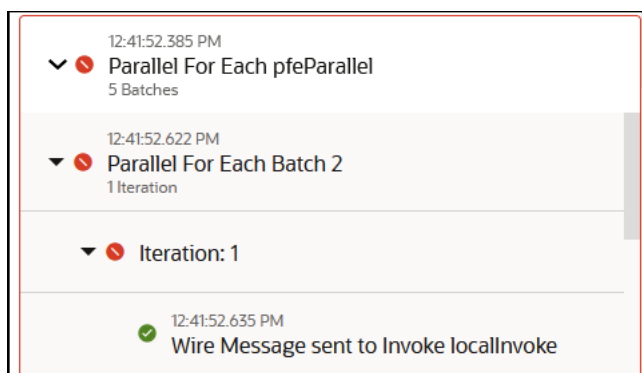 12:41:52.385 PM
Parallel For Each pfeParallel
5 Batches
12:41:52.622 PM
Parallel For Each Batch 2
1 Iteration
Iteration: 1
12:41:52.635 PM
Wire Message sent to Invoke localInvoke